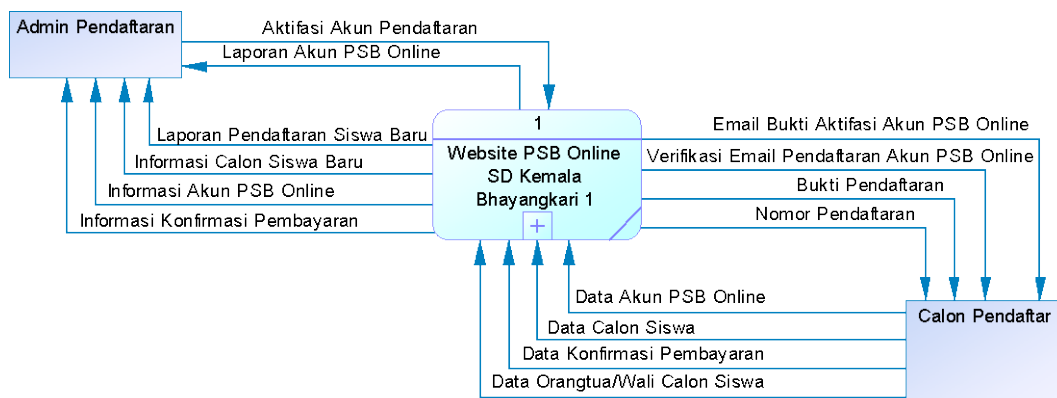 Admin Pendaftaran
Aktifasi Akun Pendaftaran
Laporan Akun PSB Online
Laporan Pendaftaran Siswa Baru
Informasi Calon Siswa Baru
Informasi Akun PSB Online
Informasi Konfirmasi Pembayaran
1
Website PSB Online
SD Kemala
Bhayangkari 1
Email Bukti Aktifasi Akun PSB Online
Verifikasi Email Pendaftaran Akun PSB Online
Bukti Pendaftaran
Nomor Pendaftaran
Data Akun PSB Online
Data Calon Siswa
Data Konfirmasi Pembayaran
Data Orangtua/Wali Calon Siswa
Calon Pendaftar